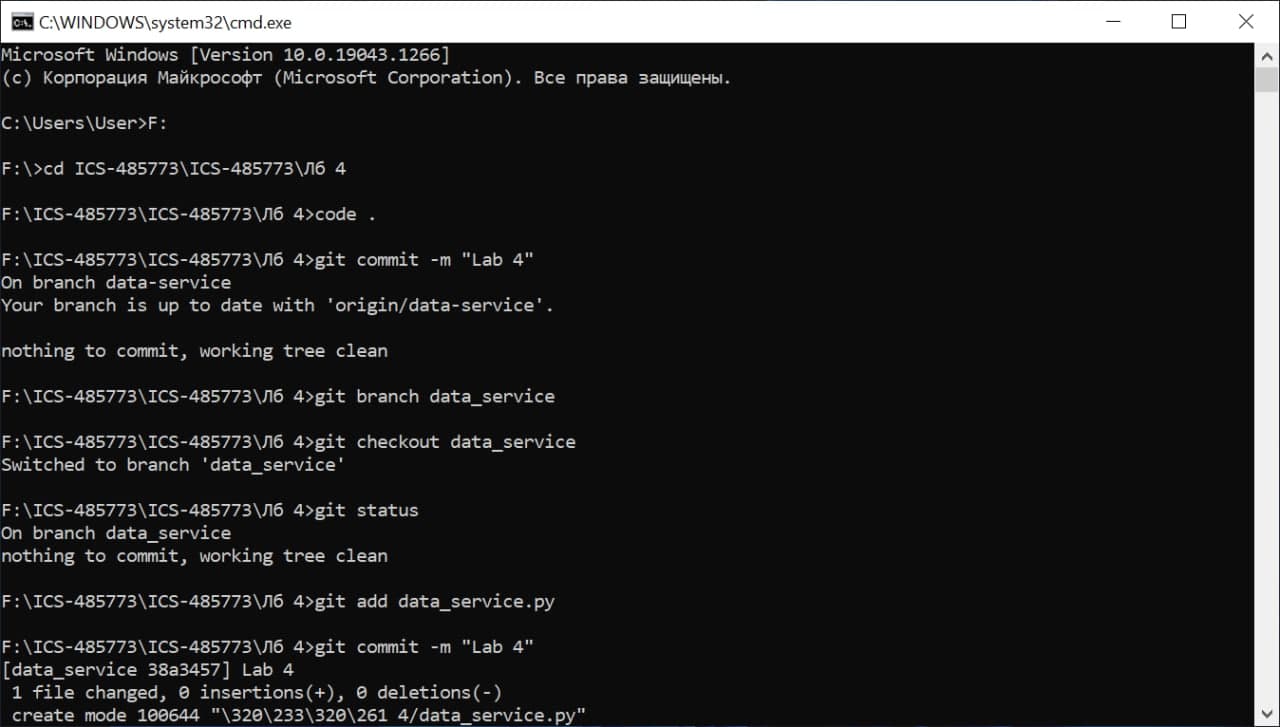 C:\WINDOWS\system32\cmd.exe
Microsoft Windows [Version 10.0.19043.1266]
(c) Корпорация Майкрософт (Microsoft Corporation). Все права защищены.
C:\Users\User>F:
F:\>cd ICS-485773\ICS-485773\Лб 4
F:\ICS-485773\ICS-485773\Лб 4>code .
F:\ICS-485773\ICS-485773\Лб 4>git commit -m "Lab 4"
On branch data-service
Your branch is up to date with 'origin/data-service'.
nothing to commit, working tree clean
F:\ICS-485773\ICS-485773\Лб 4>git branch data_service
F:\ICS-485773\ICS-485773\Лб 4>git checkout data_service
Switched to branch 'data_service'
F:\ICS-485773\ICS-485773\Лб 4>git status
On branch data_service
nothing to commit, working tree clean
F:\ICS-485773\ICS-485773\Лб 4>git add data_service.py
F:\ICS-485773\ICS-485773\Лб 4>git commit -m "Lab 4"
[data_service 38a3457] Lab 4
 1 file changed, 0 insertions(+), 0 deletions(-)
 create mode 100644 "\320\233\320\261 4/data_service.py"